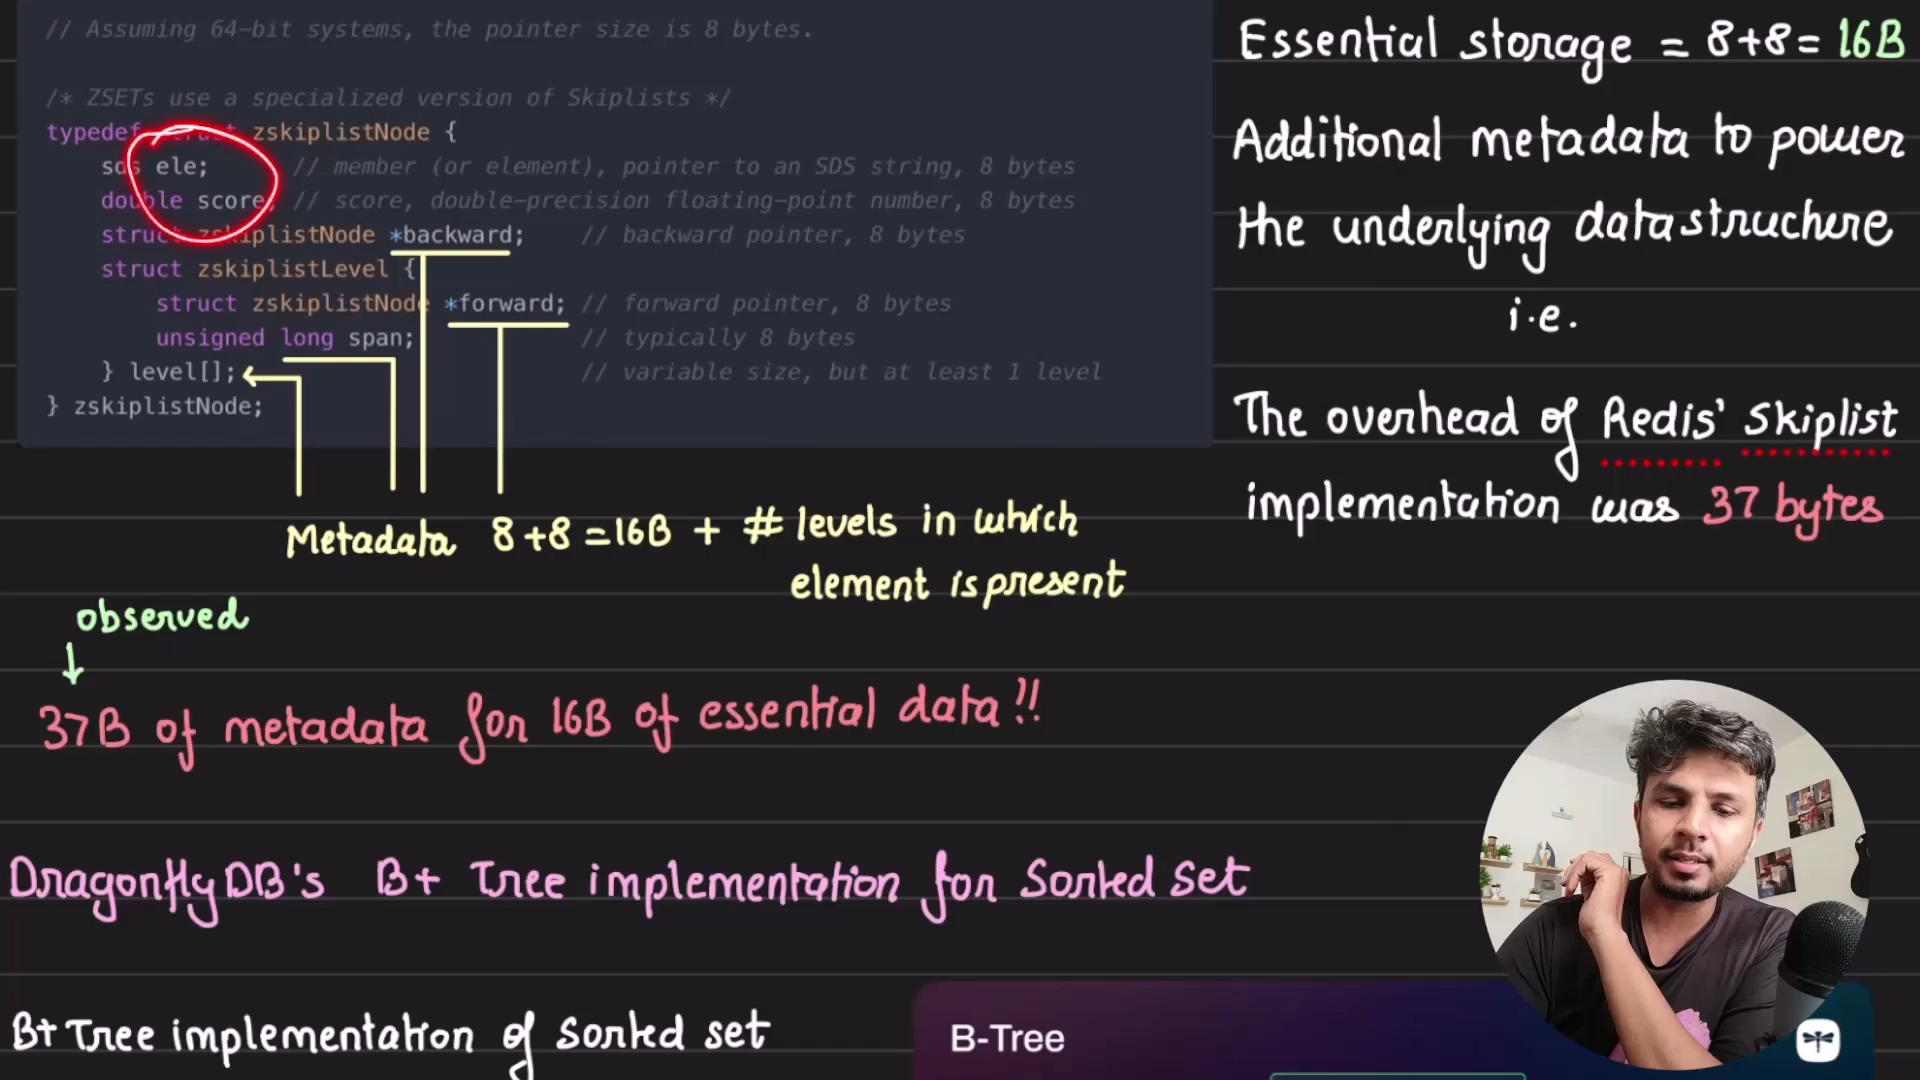 // Assuming 64-bit systems, the pointer size is 8 bytes.
/* ZSETs use a specialized version of Skiplists */
typedef struct zskiplistNode {
sds ele; // member (or element), pointer to an SDS string, 8 bytes
double score; // score, double-precision floating-point number, 8 bytes
struct zskiplistNode *backward; // backward pointer, 8 bytes
struct zskiplistLevel {
struct zskiplistNode *forward; // forward pointer, 8 bytes
unsigned long span; // typically 8 bytes
} level[]; // variable size, but at least 1 level
} zskiplistNode;
Metadata 8+8=16B + # levels in which
element is present
observed
↓
37B of metadata for 16B of essential data!!
Essential storage = 8+8= 16B
Additional metadata to power
the underlying datastructure
i.e.
The overhead of Redis' Skiplist
implementation was 37 bytes
DragonflyDB's B+ Tree implementation for Sorted Set
B+ Tree implementation of sorted set
B-Tree